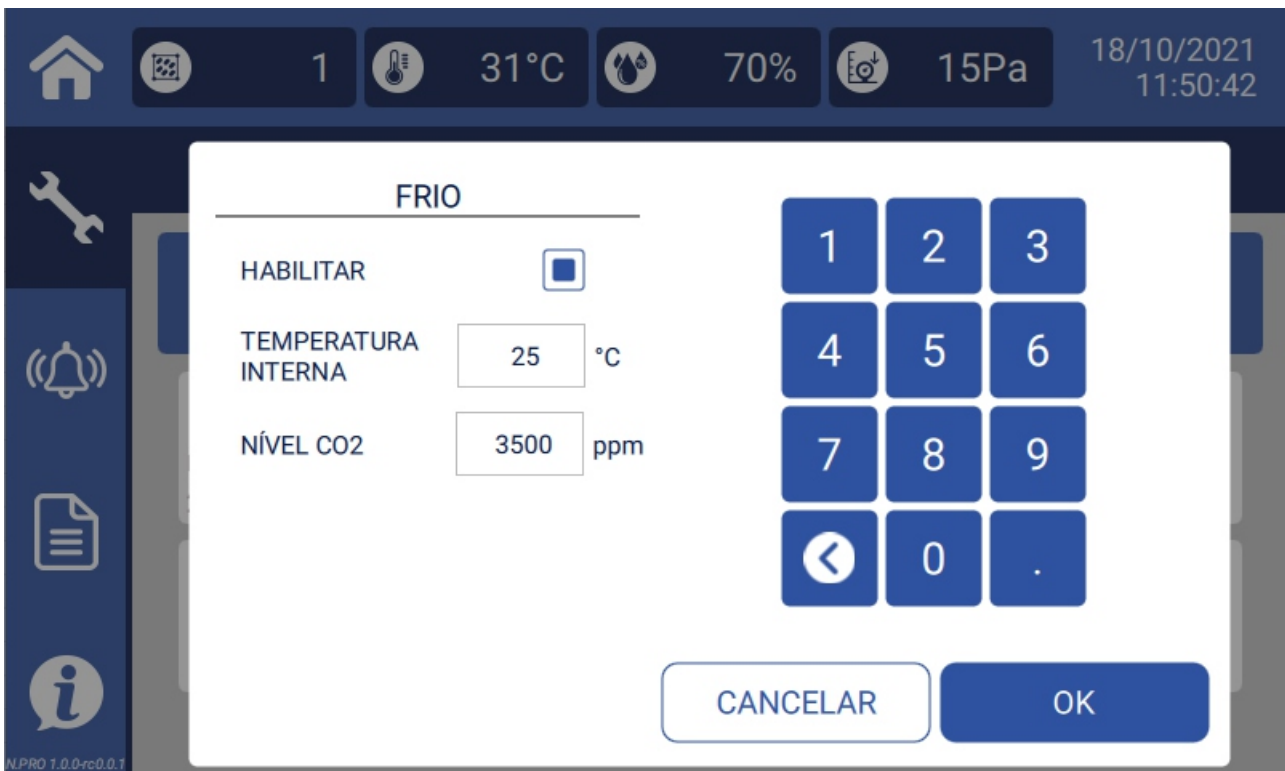 1
31°C
70%
15Pa
18/10/2021
11:50:42
FRIO
HABILITAR
TEMPERATURA
INTERNA
25 °C
NÍVEL CO2 3500 ppm
1 2 3
4 5 6
7 8 9
0 .
CANCELAR
OK
N.PRO 1.0.0-rc0.0.1